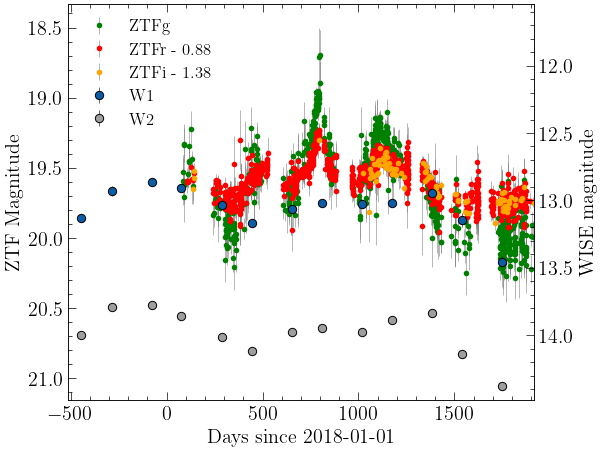 ZTFg
ZTFr - 0.88
ZTFi - 1.38
W1
W2
ZTF Magnitude
18.5
19.0
19.5
20.0
20.5
21.0
WISE magnitude
12.0
12.5
13.0
13.5
14.0
−500 0 500 1000 1500
Days since 2018-01-01